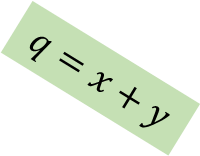 q = x + y